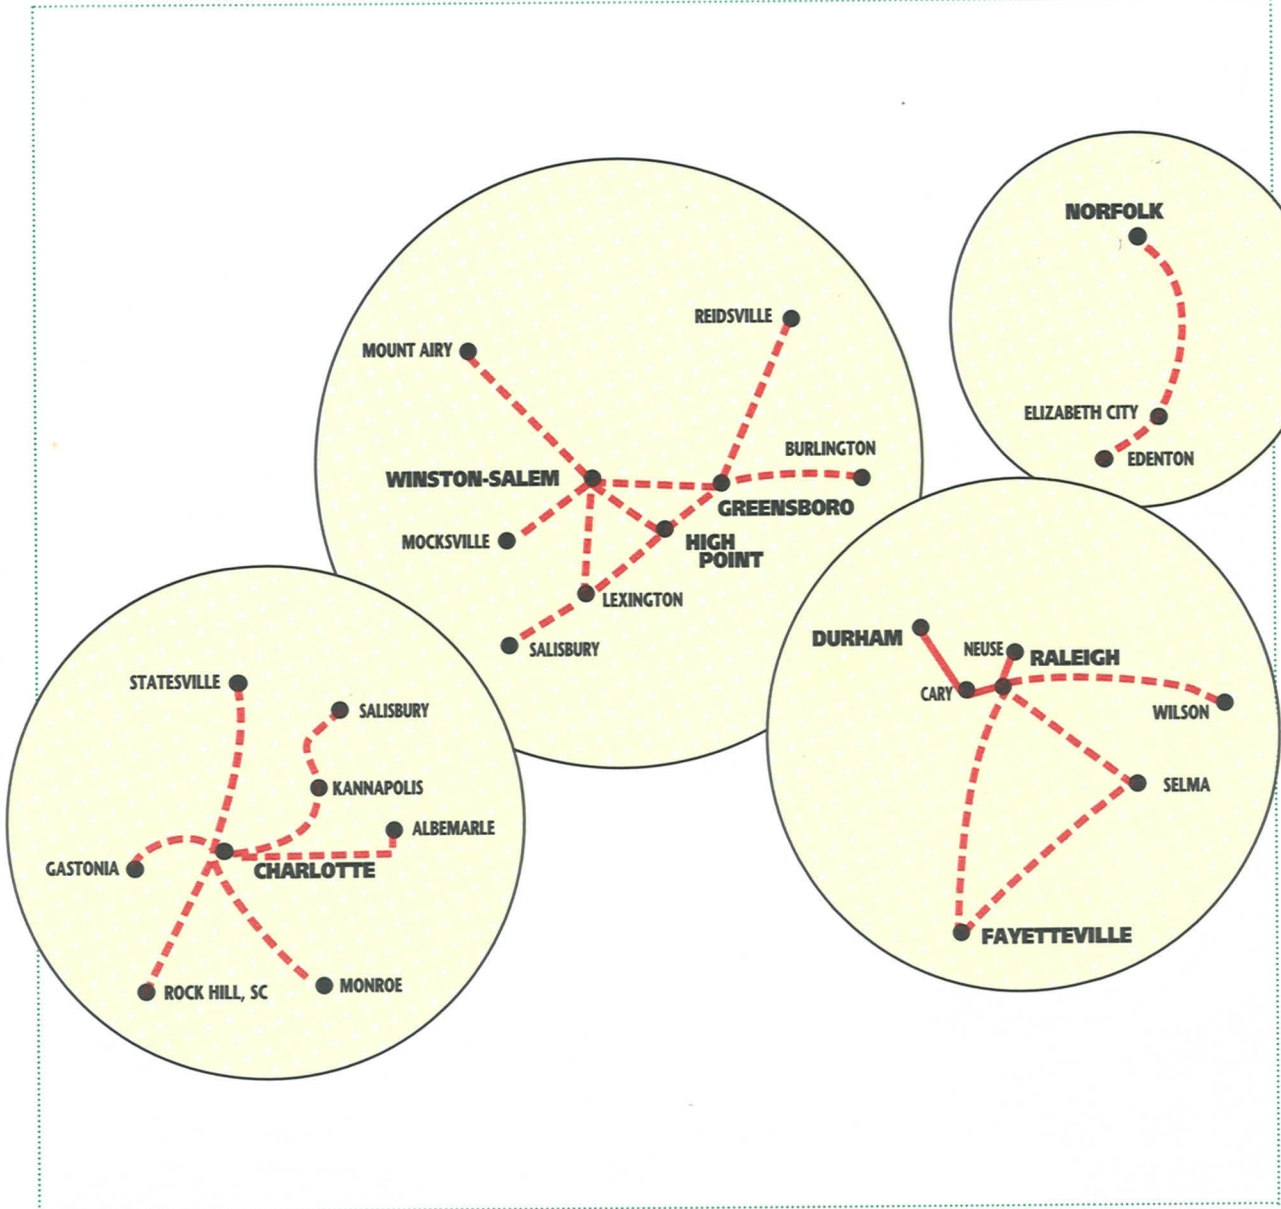 NORFOLK
ELIZABETH CITY
EDENTON
REIDSVILLE
MOUNT AIRY
BURLINGTON
WINSTON-SALEM
GREENSBORO
MOCKSVILLE
HIGH
POINT
LEXINGTON
SALISBURY
DURHAM
NEUSE
RALEIGH
CARY
WILSON
SELMA
FAYETTEVILLE
STATESVILLE
SALISBURY
KANNAPOLIS
ALBEMARLE
GASTONIA
CHARLOTTE
ROCK HILL, SC
MONROE